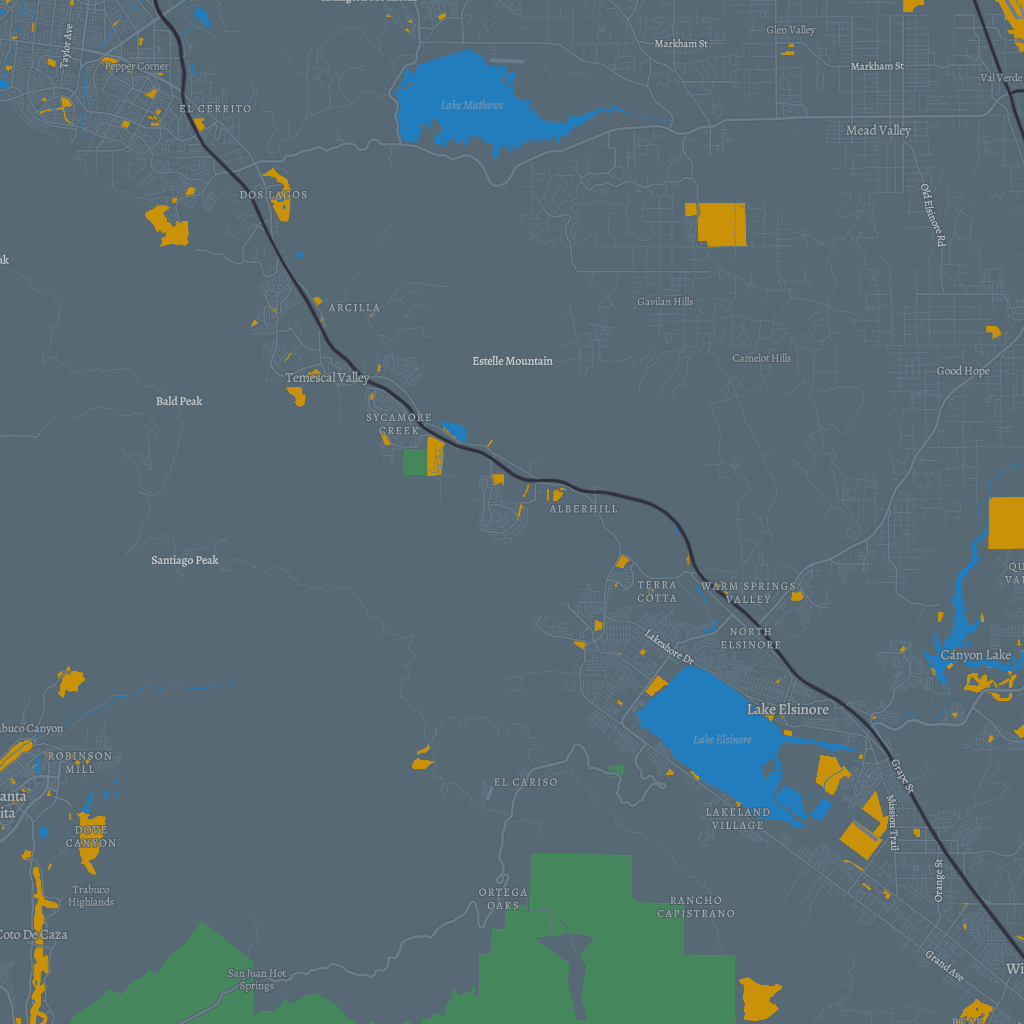 Taylor Ave
Pepper Corner
EL CERRITO
Lake Mathews
Markham St
Glen Valley
Markham St
Val Verde
Mead Valley
DOS LAGOS
Old Elsinore Rd
ARCILLA
Gavilan Hills
Estelle Mountain
Camelot Hills
Good Hope
Temescal Valley
Bald Peak
SYCAMORE
CREEK
ALBERHILL
Santiago Peak
TERRA
COTTA
WARM SPRINGS
VALLEY
NORTH
ELSINORE
Lakeshore Dr
Canyon Lake
Lake Elsinore
Lake Elsinore
abuco Canyon
ROBINSON
MILL
EL CARISO
Grape St
Mission Trail
anta
ita
DOVE
CANYON
LAKELAND
VILLAGE
Trabuco
Highlands
ORTEGA
OAKS
RANCHO
CAPISTRANO
Orange St
Coto De Caza
San Juan Hot
Springs
Grand Ave
Wi